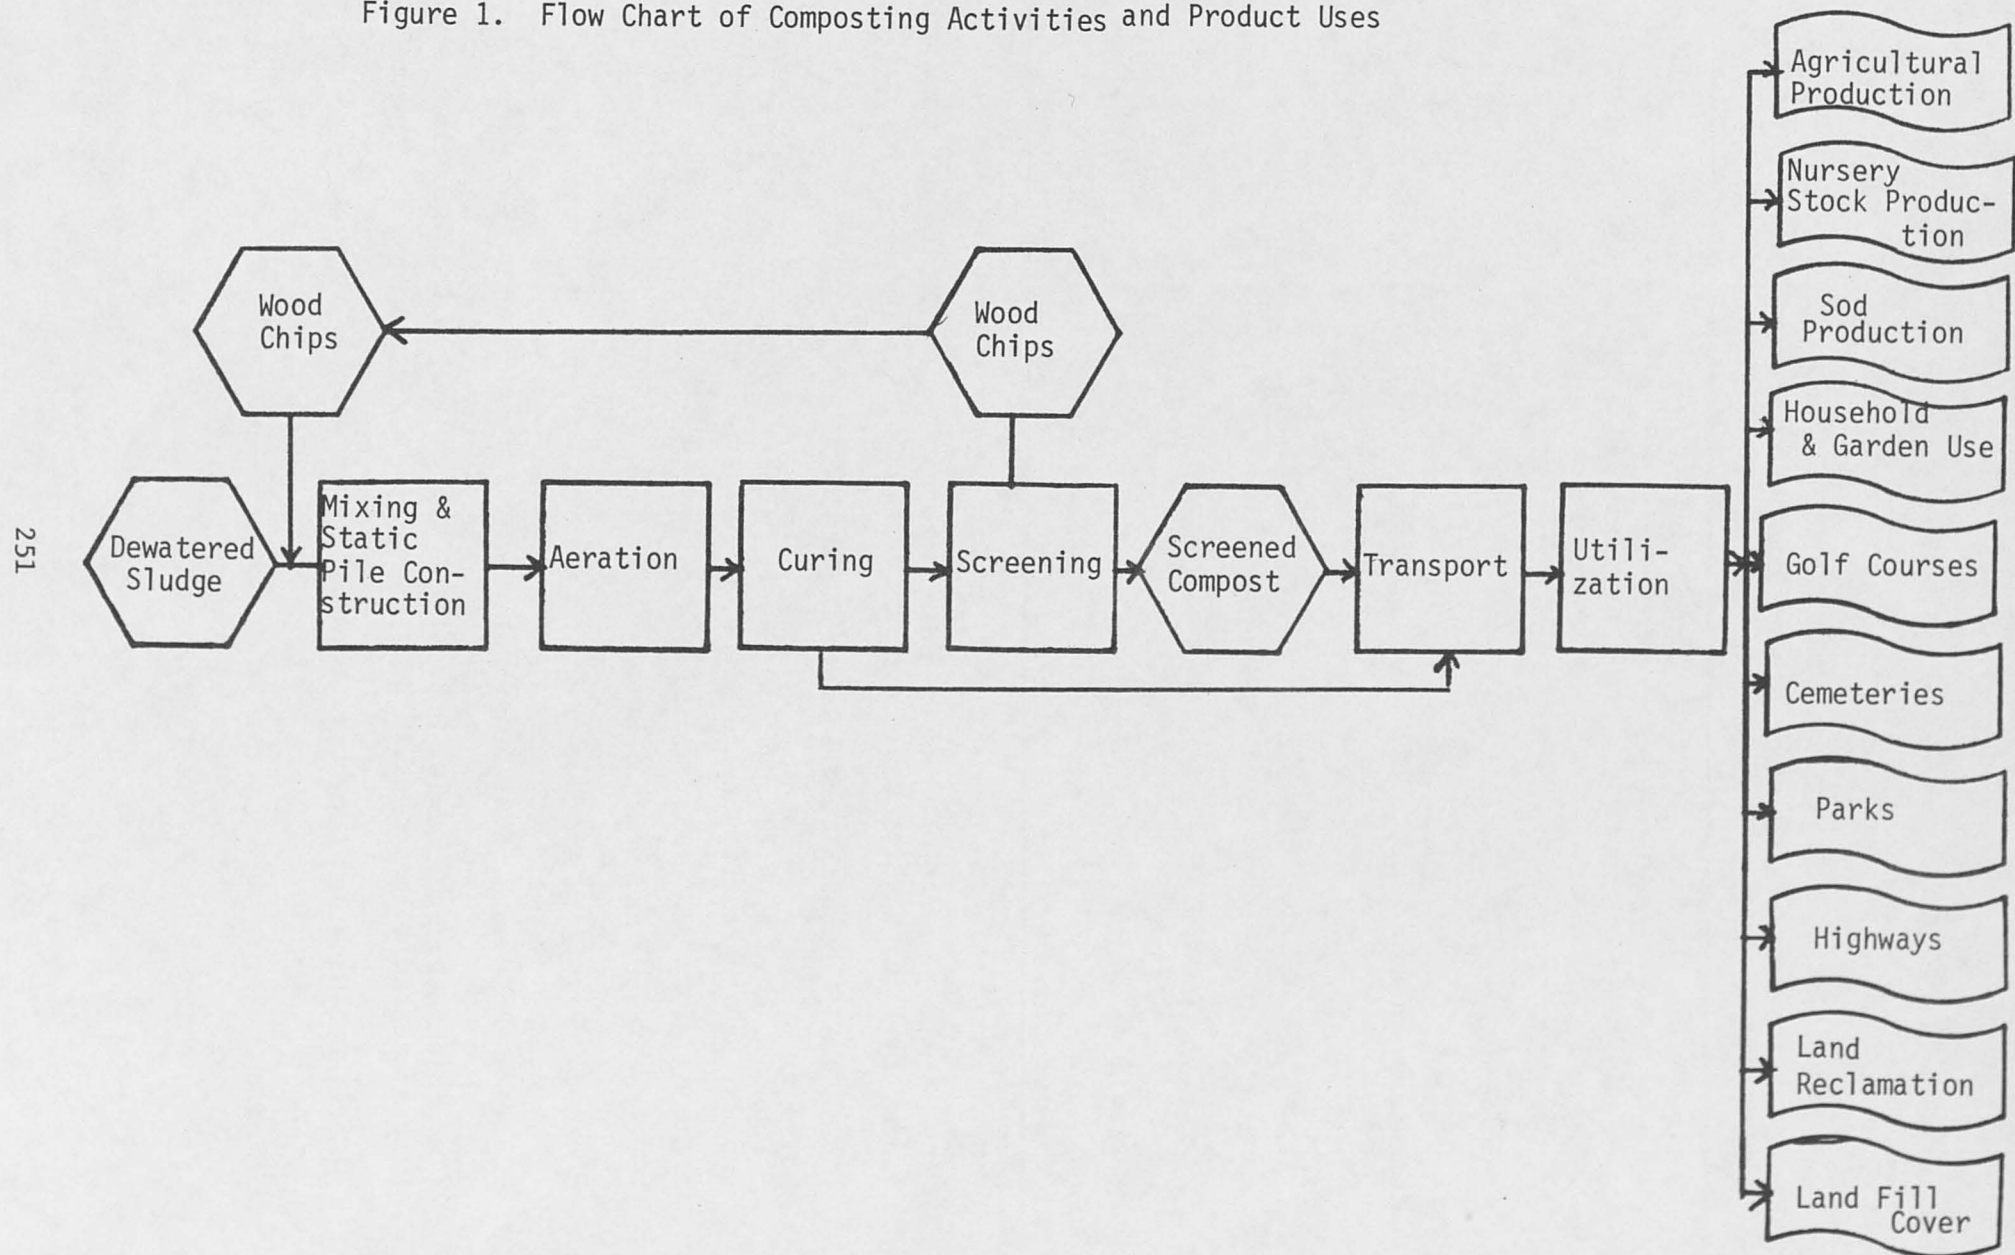 Figure 1. Flow Chart of Composting Activities and Product Uses
Agricultural
Production
Nursery
Stock Produc-
tion
Sod
Production
Household
& Garden Use
Golf Courses
Cemeteries
Parks
Highways
Land
Reclamation
Land Fill
Cover
Wood
Chips
Wood
Chips
Dewatered
Sludge
Mixing &
Static
Pile Con-
struction
Aeration
Curing
Screening
Screened
Compost
Transport
Utili-
zation
251